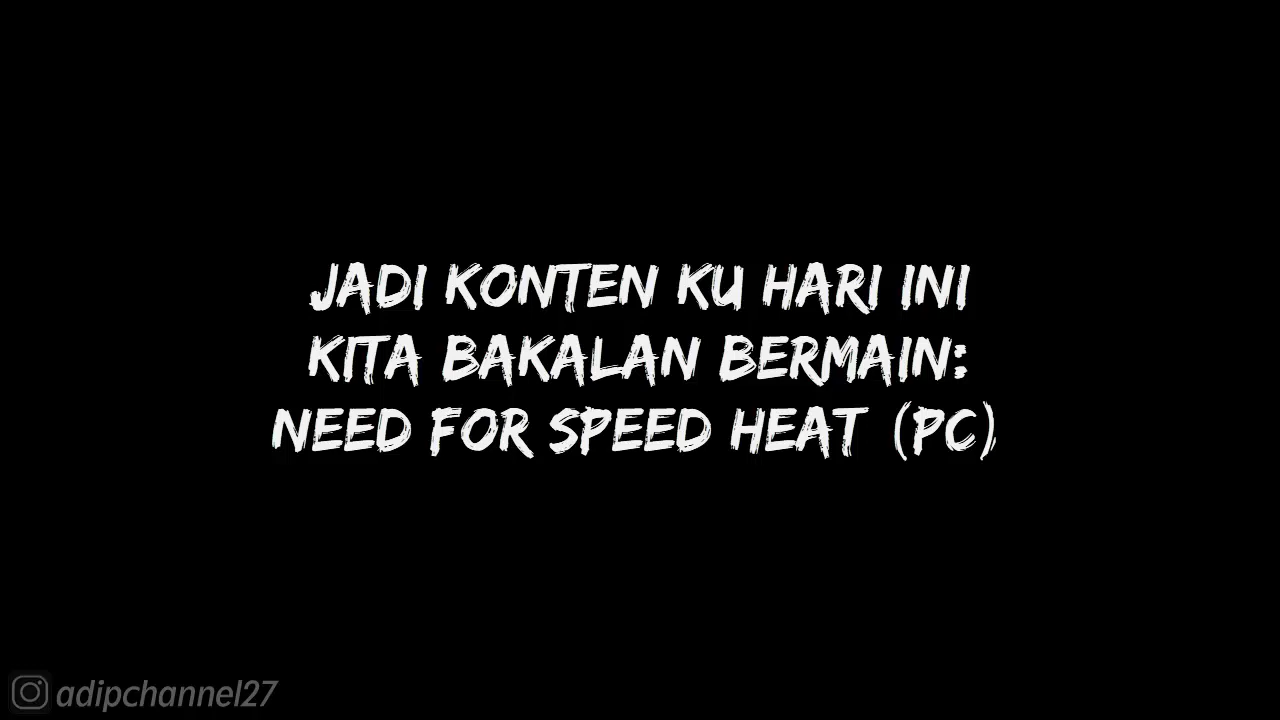 JADI KONTEN KU HARI INI
KITA BAKALAN BERMAIN:
NEED FOR SPEED HEAT (PC)
adipchannel27